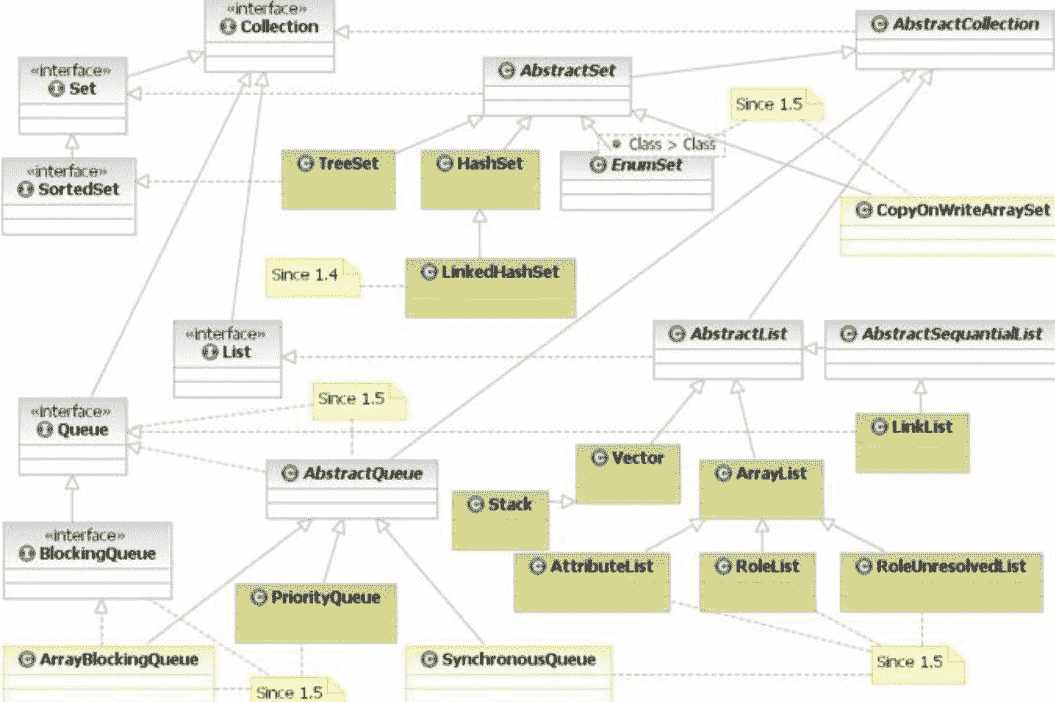 «interface»
Collection
AbstractCollection
«interface»
Set
AbstractSet
Since 1.5
Class > Class
TreeSet
HashSet
EnumSet
«interface»
SortedSet
CopyOnWriteArraySet
Since 1.4
LinkedHashSet
«interface»
List
AbstractList
AbstractSequantialList
Since 1.5
«interface»
Queue
LinkList
Vector
AbstractQueue
ArrayList
Stack
«interface»
BlockingQueue
AttributeList
RoleList
RoleUnresolvedList
PriorityQueue
ArrayBlockingQueue
SynchronousQueue
Since 1.5
Since 1.5